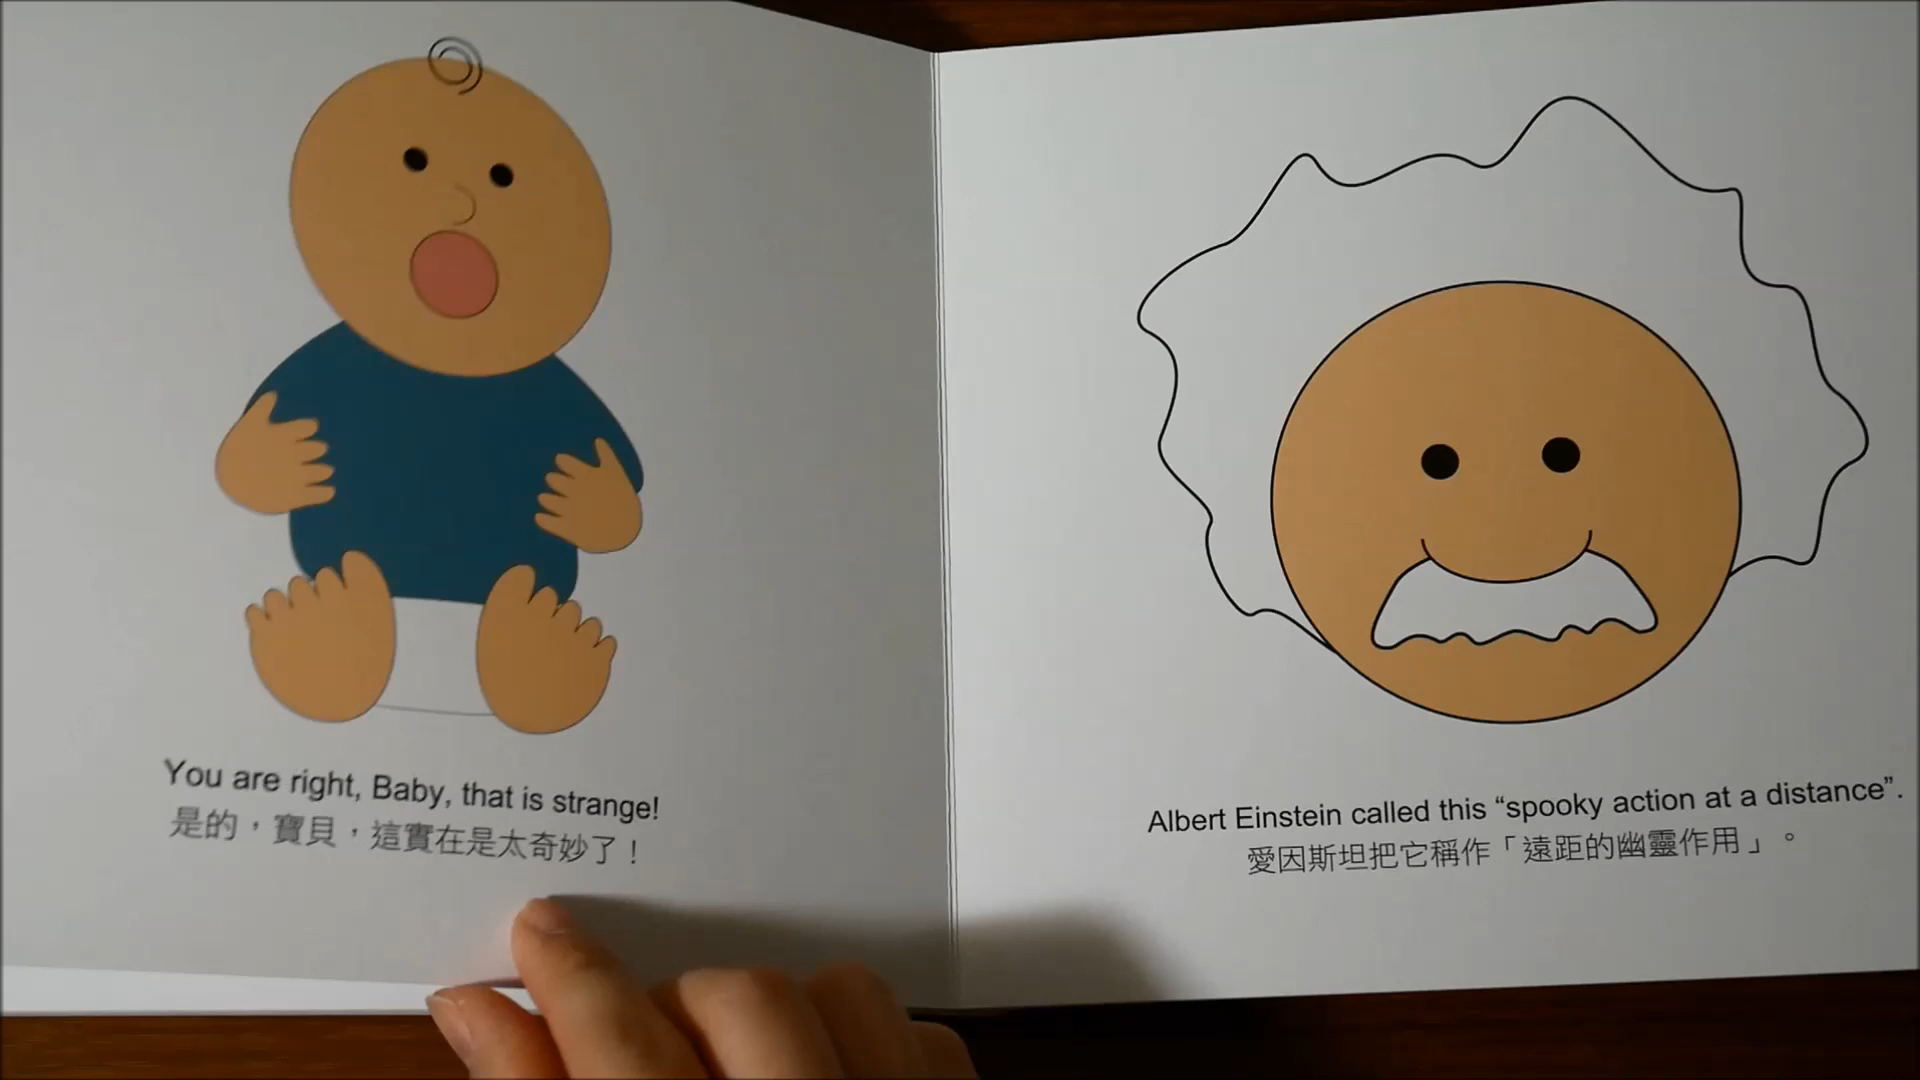 You are right, Baby, that is strange!
是的，寶貝，這實在是太奇妙了！
Albert Einstein called this “spooky action at a distance”.
愛因斯坦把它稱作「遠距的幽靈作用」。